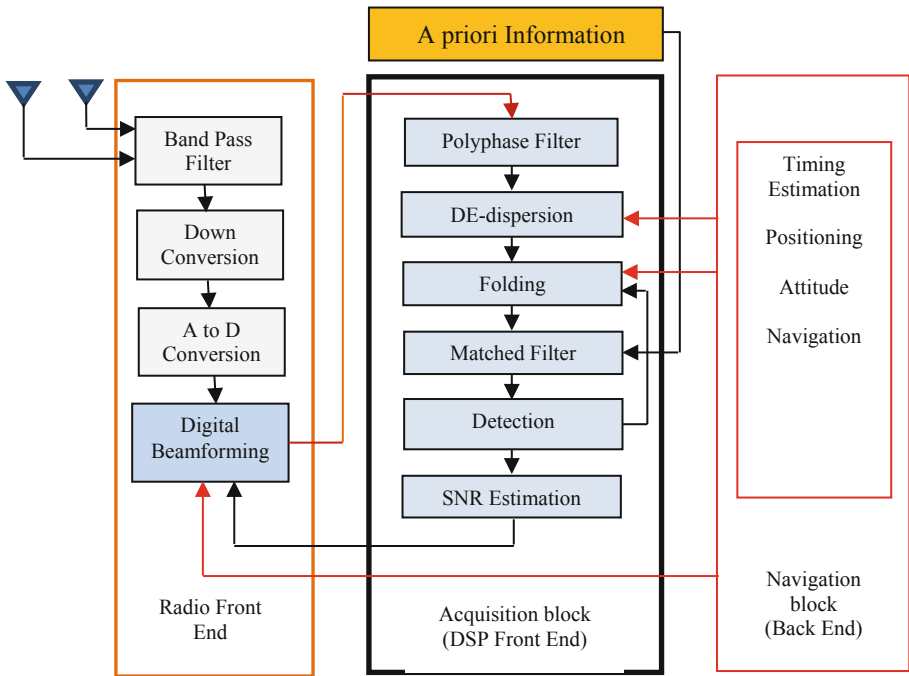 A priori Information
Band Pass
Filter
Down
Conversion
A to D
Conversion
Digital
Beamforming
Radio Front
End
Polyphase Filter
DE-dispersion
Folding
Matched Filter
Detection
SNR Estimation
Acquisition block
(DSP Front End)
Timing
Estimation
Positioning
Attitude
Navigation
Navigation
block
(Back End)